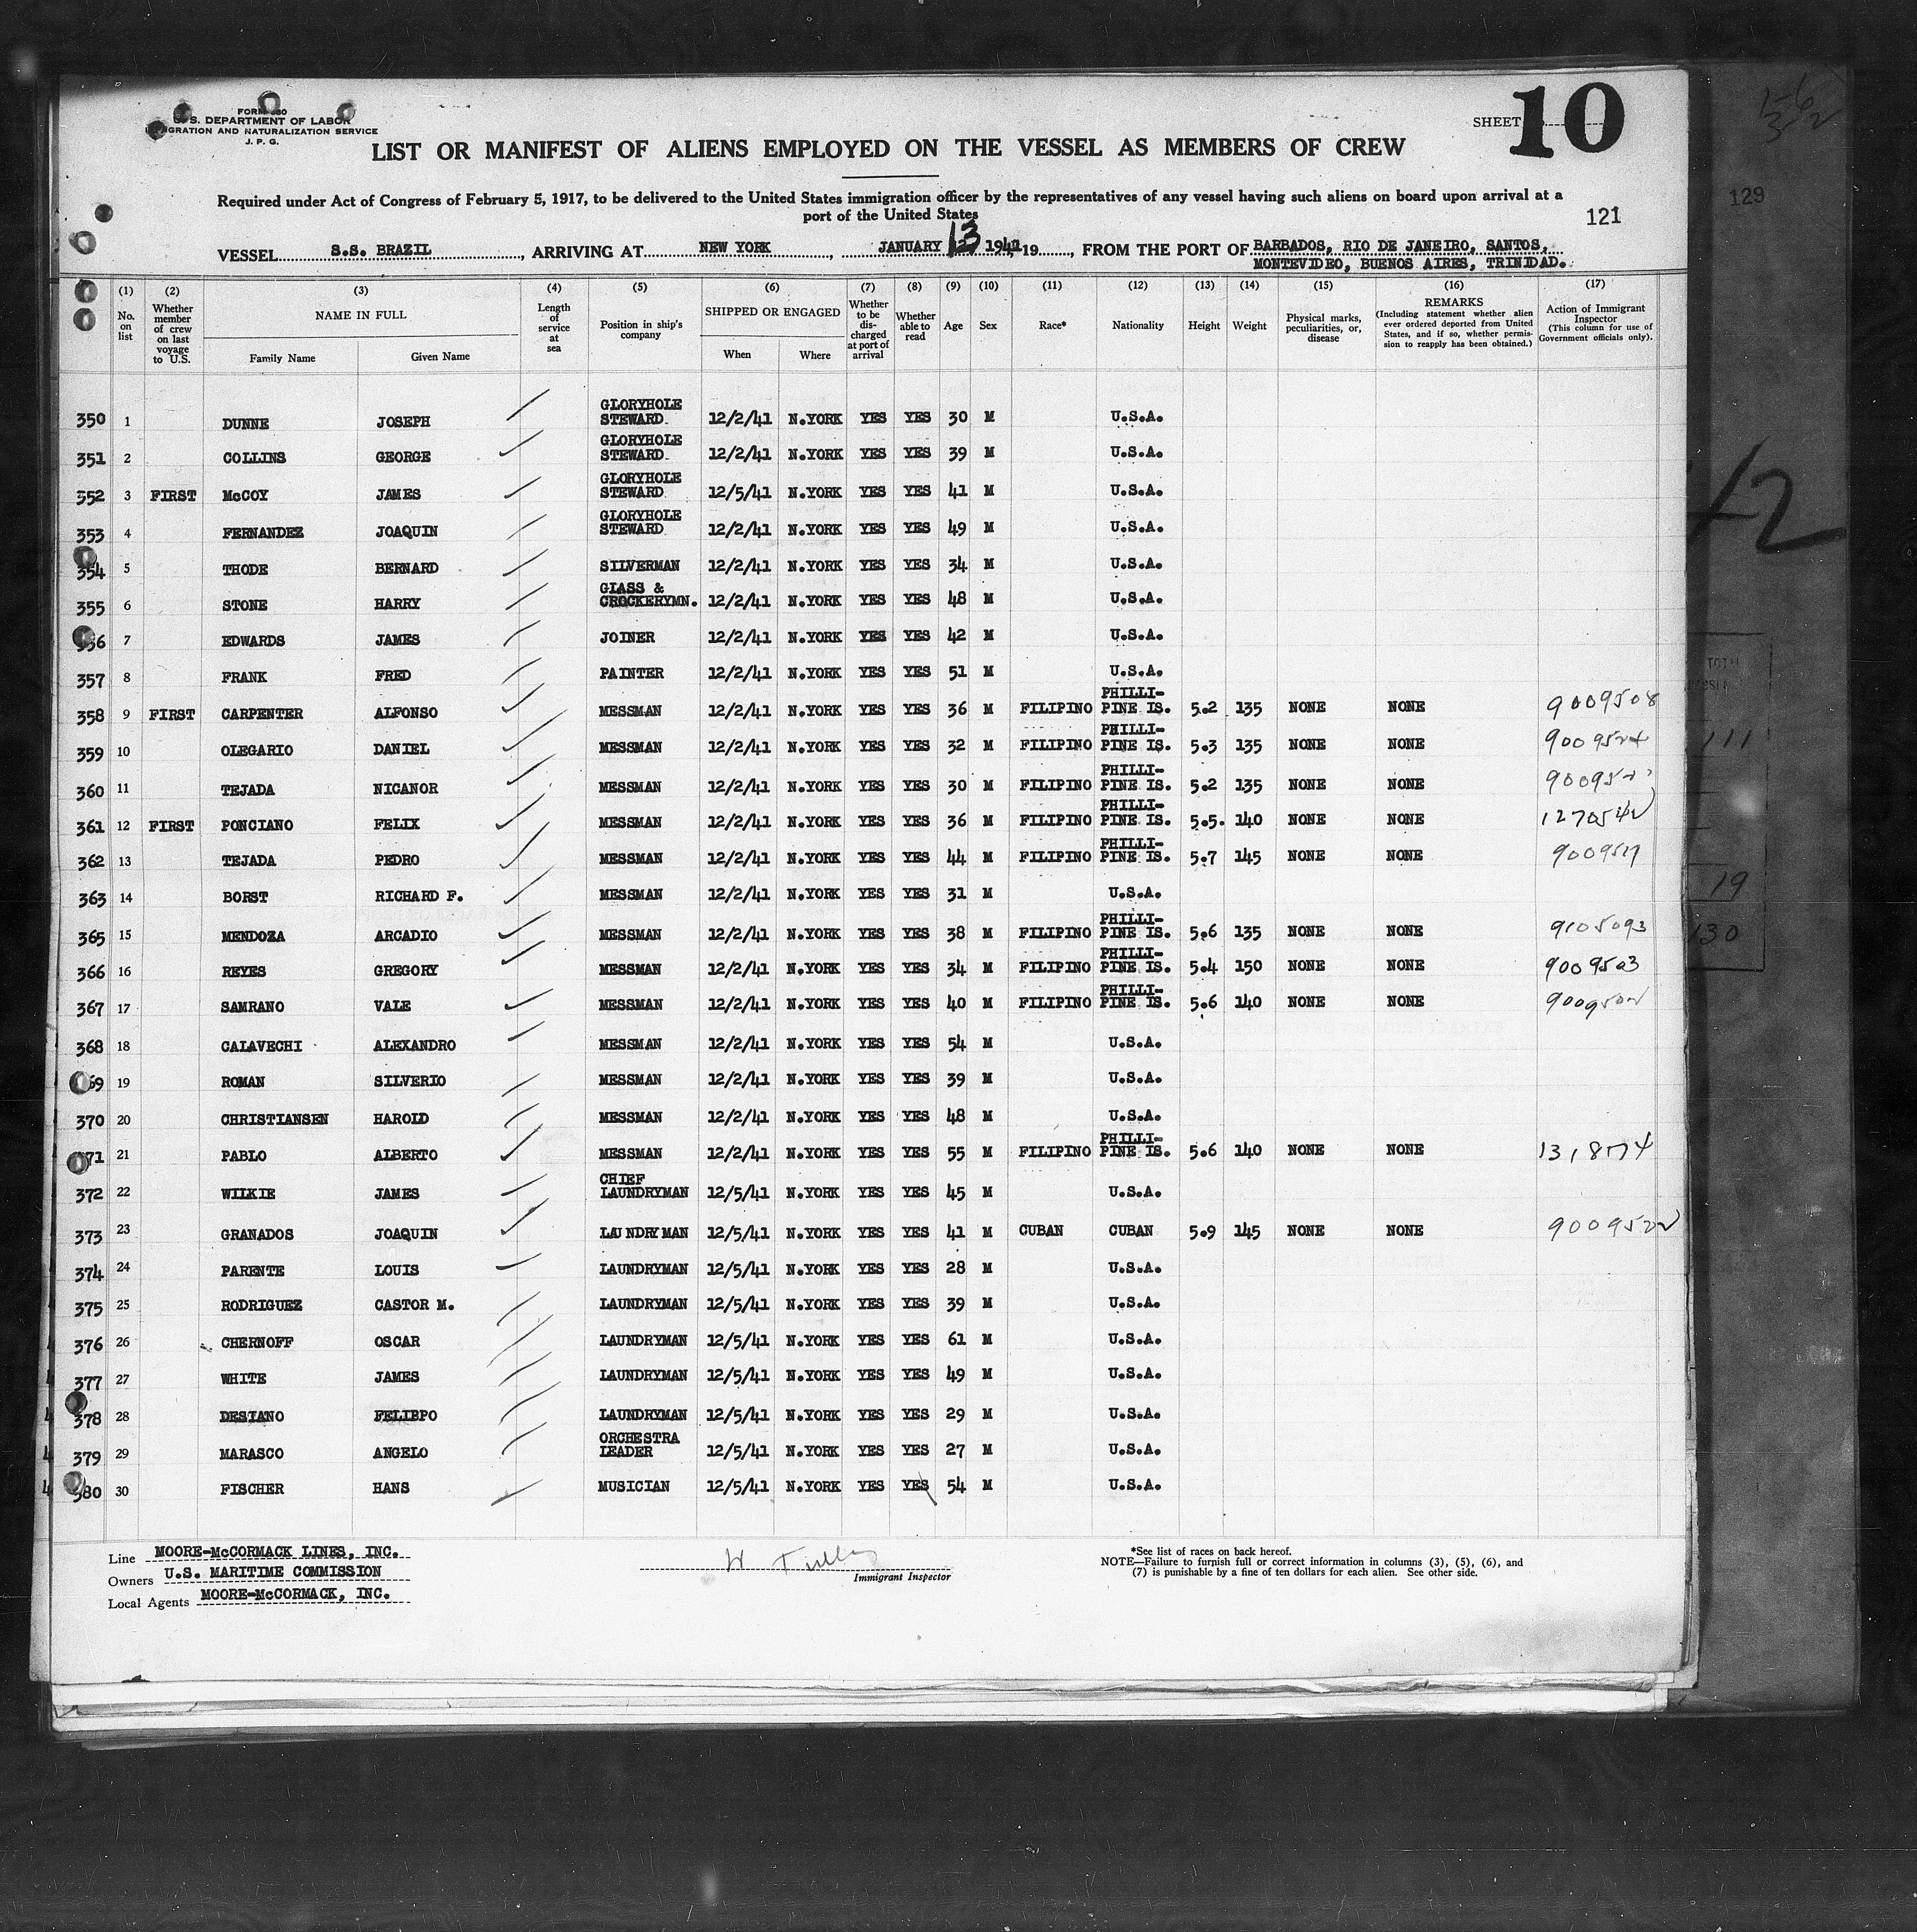 FORM 680
U. S. DEPARTMENT OF LABOR
IMMIGRATION AND NATURALIZATION SERVICE
J. P. G.
SHEET 10
LIST OR MANIFEST OF ALIENS EMPLOYED ON THE VESSEL AS MEMBERS OF CREW
Required under Act of Congress of February 5, 1917, to be delivered to the United States immigration officer by the representatives of any vessel having such aliens on board upon arrival at a
port of the United States
121
129
VESSEL S.S. BRAZIL, ARRIVING AT NEW YORK, JANUARY 13 1942, 19, FROM THE PORT OF BARBADOS, RIO DE JANEIRO, SANTOS,
MONTEVIDEO, BUENOS AIRES, TRINIDAD.
(1) No. on list
(2) Whether member of crew on last voyage to U.S.
(3) NAME IN FULL Family Name Given Name
(4) Length of service at sea
(5) Position in ship's company
(6) SHIPPED OR ENGAGED When Where
(7) Whether to be discharged at port of arrival
(8) Whether able to read
(9) Age
(10) Sex
(11) Race*
(12) Nationality
(13) Height
(14) Weight
(15) Physical marks, peculiarities, or, disease
(16) REMARKS (Including statement whether alien ever ordered deported from United States, and if so, whether permission to reapply has been obtained.)
(17) Action of Immigrant Inspector (This column for use of Government officials only).
350 1 DUNNE JOSEPH GLORYHOLE STEWARD 12/2/41 N.YORK YES YES 30 M U.S.A.
351 2 COLLINS GEORGE GLORYHOLE STEWARD 12/2/41 N.YORK YES YES 39 M U.S.A.
352 3 FIRST McCOY JAMES GLORYHOLE STEWARD 12/5/41 N.YORK YES YES 41 M U.S.A.
353 4 FERNANDEZ JOAQUIN GLORYHOLE STEWARD 12/2/41 N.YORK YES YES 49 M U.S.A.
354 5 THODE BERNARD SILVERMAN 12/2/41 N.YORK YES YES 34 M U.S.A.
355 6 STONE HARRY GLASS & CROCKERYMN. 12/2/41 N.YORK YES YES 48 M U.S.A.
356 7 EDWARDS JAMES JOINER 12/2/41 N.YORK YES YES 42 M U.S.A.
357 8 FRANK FRED PAINTER 12/2/41 N.YORK YES YES 51 M U.S.A.
358 9 FIRST CARPENTER ALFONSO MESSMAN 12/2/41 N.YORK YES YES 36 M FILIPINO PHILLI-PINE IS. 5.2 135 NONE NONE 9009508
359 10 OLEGARIO DANIEL MESSMAN 12/2/41 N.YORK YES YES 32 M FILIPINO PHILLI-PINE IS. 5.3 135 NONE NONE
360 11 TEJADA NICANOR MESSMAN 12/2/41 N.YORK YES YES 30 M FILIPINO PHILLI-PINE IS. 5.2 135 NONE NONE
361 12 FIRST PONCIANO FELIX MESSMAN 12/2/41 N.YORK YES YES 36 M FILIPINO PHILLI-PINE IS. 5.5. 140 NONE NONE 1270542
362 13 TEJADA PEDRO MESSMAN 12/2/41 N.YORK YES YES 44 M FILIPINO PHILLI-PINE IS. 5.7 145 NONE NONE
363 14 BORST RICHARD F. MESSMAN 12/2/41 N.YORK YES YES 31 M U.S.A.
365 15 MENDOZA ARCADIO MESSMAN 12/2/41 N.YORK YES YES 38 M FILIPINO PHILLI-PINE IS. 5.6 135 NONE NONE 9105093
366 16 REYES GREGORY MESSMAN 12/2/41 N.YORK YES YES 34 M FILIPINO PHILLI-PINE IS. 5.4 150 NONE NONE 9009503
367 17 SAMRANO VALE MESSMAN 12/2/41 N.YORK YES YES 40 M FILIPINO PHILLI-PINE IS. 5.6 140 NONE NONE 9009502
368 18 CALAVECHI ALEXANDRO MESSMAN 12/2/41 N.YORK YES YES 54 M U.S.A.
369 19 ROMAN SILVERIO MESSMAN 12/2/41 N.YORK YES YES 39 M U.S.A.
370 20 CHRISTIANSEN HAROLD MESSMAN 12/2/41 N.YORK YES YES 48 M U.S.A.
371 21 PABLO ALBERTO MESSMAN 12/2/41 N.YORK YES YES 55 M FILIPINO PHILLI-PINE IS. 5.6 140 NONE NONE
372 22 WILKIE JAMES CHIEF LAUNDRYMAN 12/5/41 N.YORK YES YES 45 M U.S.A.
373 23 GRANADOS JOAQUIN LAUNDRYMAN 12/5/41 N.YORK YES YES 41 M CUBAN CUBAN 5.9 145 NONE NONE 9009522
374 24 PARENTE LOUIS LAUNDRYMAN 12/5/41 N.YORK YES YES 28 M U.S.A.
375 25 RODRIGUEZ CASTOR M. LAUNDRYMAN 12/5/41 N.YORK YES YES 39 M U.S.A.
376 26 CHERNOFF OSCAR LAUNDRYMAN 12/5/41 N.YORK YES YES 61 M U.S.A.
377 27 WHITE JAMES LAUNDRYMAN 12/5/41 N.YORK YES YES 49 M U.S.A.
378 28 DESIANO FELIPPO LAUNDRYMAN 12/5/41 N.YORK YES YES 29 M U.S.A.
379 29 MARASCO ANGELO ORCHESTRA LEADER 12/5/41 N.YORK YES YES 27 M U.S.A.
380 30 FISCHER HANS MUSICIAN 12/5/41 N.YORK YES YES 54 M U.S.A.
Line MOORE-McCORMACK LINES, INC.
Owners U.S. MARITIME COMMISSION
Local Agents MOORE-McCORMACK, INC.
Immigrant Inspector
*See list of races on back hereof.
NOTE—Failure to furnish full or correct information in columns (3), (5), (6), and
(7) is punishable by a fine of ten dollars for each alien. See other side.
111
19
130